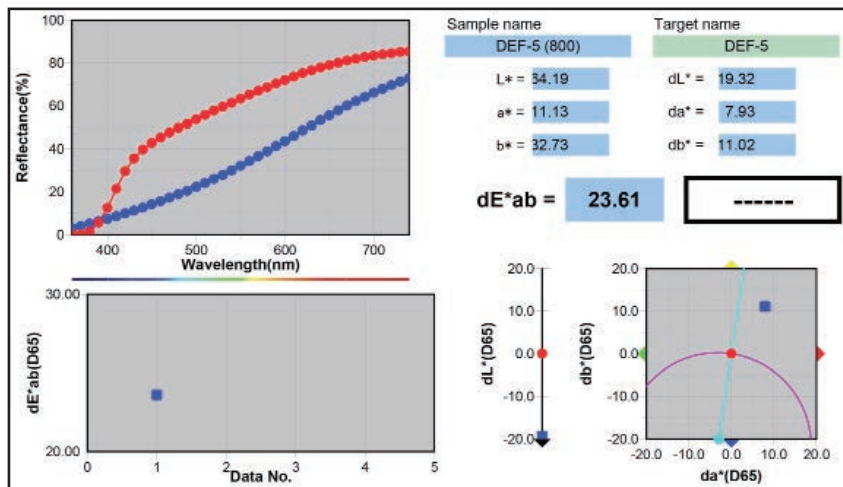 Sample name
Target name
DEF-5 (800)
DEF-5
L* =
dL* = 19.32
a* = 11.13
da* = 7.93
b* = 32.73
db* = 11.02
dE*ab = 23.61
------
100
80
60
40
20
0
Reflectance(%)
400 500 600 700
Wavelength(nm)
30.00
20.00
dE*ab(D65)
0 1 2 3 4 5
Data No.
20.0
10.0
0.0
-10.0
-20.0
dL*(D65)
20.0
10.0
0.0
-10.0
-20.0
db*(D65)
-20.0 -10.0 0.0 10.0 20.0
da*(D65)